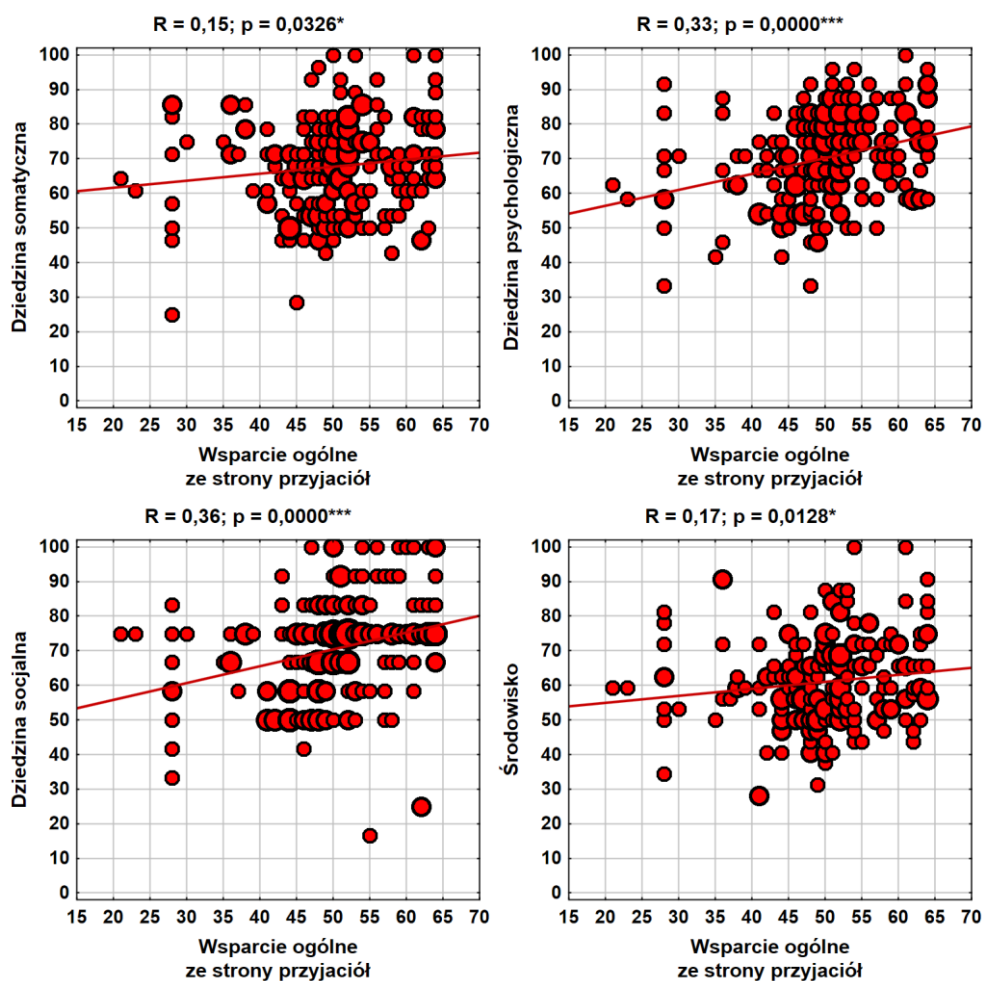 R = 0,15; p = 0,0326*
Dziedzina somatyczna
100
90
80
70
60
50
40
30
20
10
0
15 20 25 30 35 40 45 50 55 60 65 70
Wsparcie ogólne
ze strony przyjaciół
R = 0,33; p = 0,0000***
Dziedzina psychologiczna
100
90
80
70
60
50
40
30
20
10
0
15 20 25 30 35 40 45 50 55 60 65 70
Wsparcie ogólne
ze strony przyjaciół
R = 0,36; p = 0,0000***
Dziedzina socjalna
100
90
80
70
60
50
40
30
20
10
0
15 20 25 30 35 40 45 50 55 60 65 70
Wsparcie ogólne
ze strony przyjaciół
R = 0,17; p = 0,0128*
Środowisko
100
90
80
70
60
50
40
30
20
10
0
15 20 25 30 35 40 45 50 55 60 65 70
Wsparcie ogólne
ze strony przyjaciół